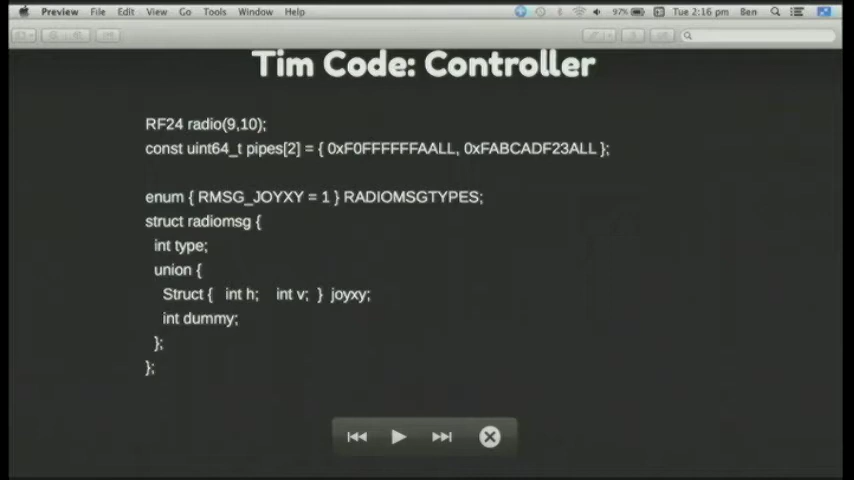 Preview File Edit View Go Tools Window Help 97% Tue 2:16 pm Ben
Tim Code: Controller
RF24 radio(9,10);
const uint64_t pipes[2] = { 0xF0FFFFFFAALL, 0xFABCADF23ALL };
enum { RMSG_JOYXY = 1 } RADIOMSGTYPES;
struct radiomsg {
int type;
union {
Struct { int h; int v; } joyxy;
int dummy;
};
};